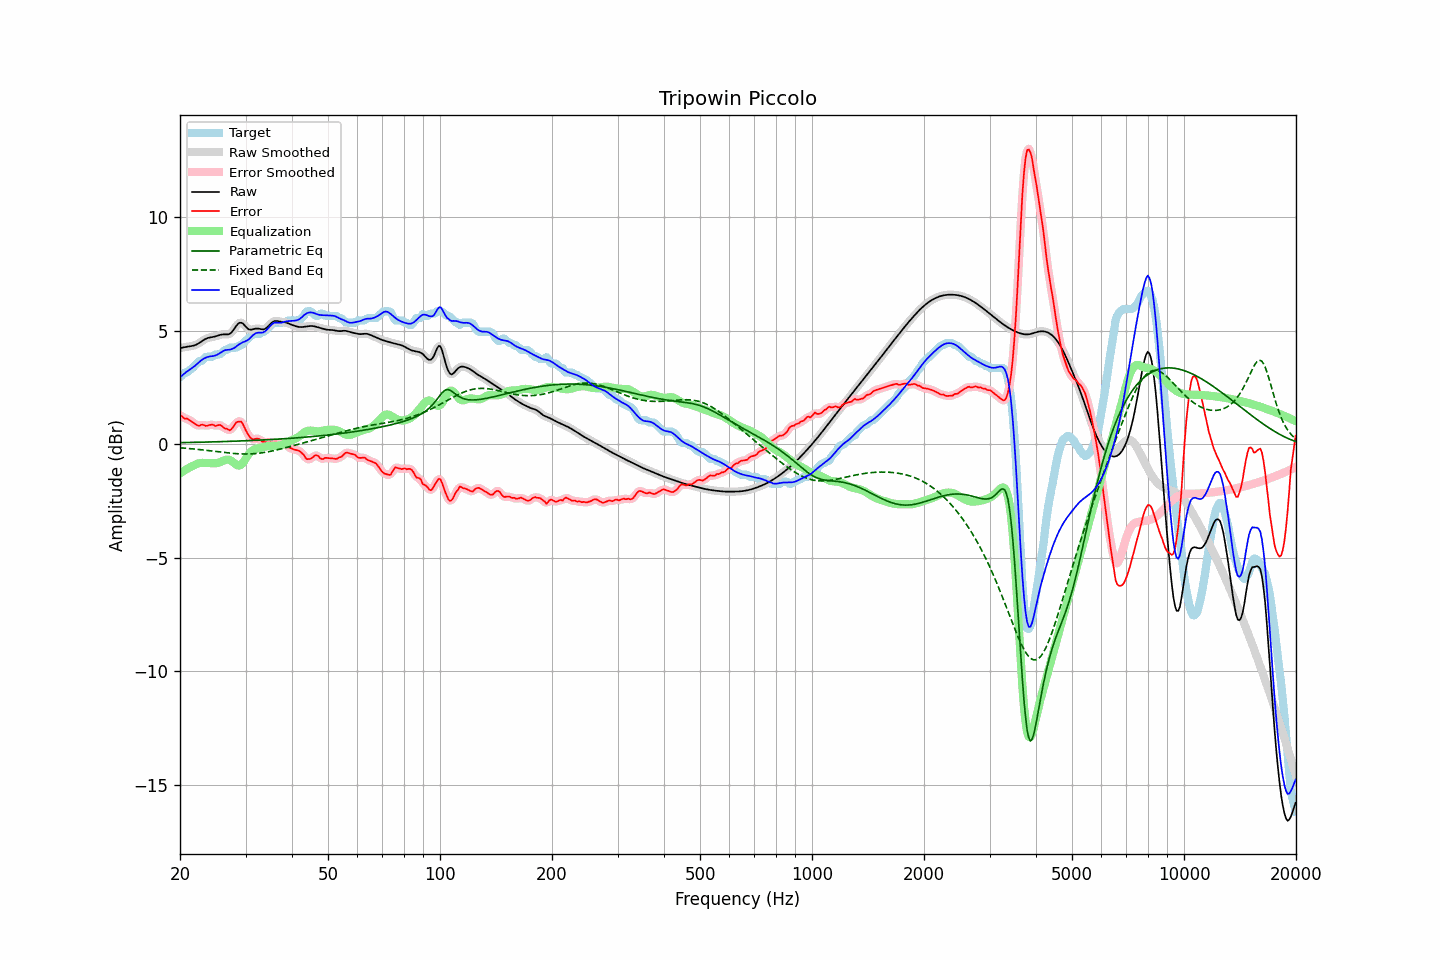 Tripowin Piccolo
Target
Raw Smoothed
Error Smoothed
Raw
Error
Equalization
Parametric Eq
Fixed Band Eq
Equalized
10
5
0
−5
−10
−15
Amplitude (dBr)
20 50 100 200 500 1000 2000 5000 10000 20000
Frequency (Hz)